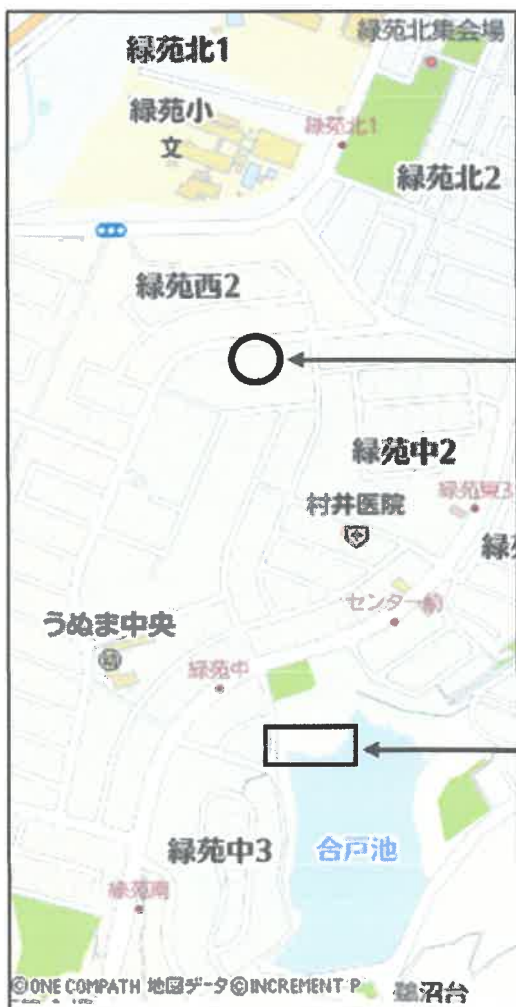 緑苑北1
緑苑北集会場
緑苑小
文
緑苑北1
緑苑北2
緑苑西2
緑苑中2
村井医院
緑苑東3
緑
センター前
うぬま中央
緑苑中
緑苑中3
合戸池
緑苑南
©ONE COMPATH 地図データ©INCREMENT P
鵜沼台